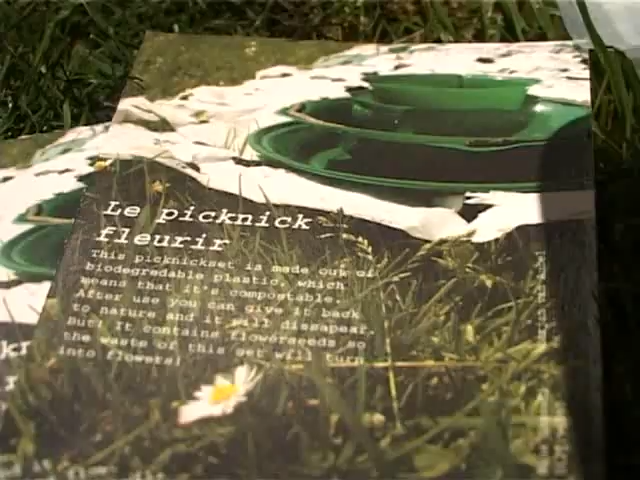 Le picknick
fleurir
This picknickset is made out of
biodegredable plastic, which
means that it's compostable.
After use you can give it back
to nature and it will dissapear.
But! It contains flowerseeds so
the waste of this set will turn
into flowers!